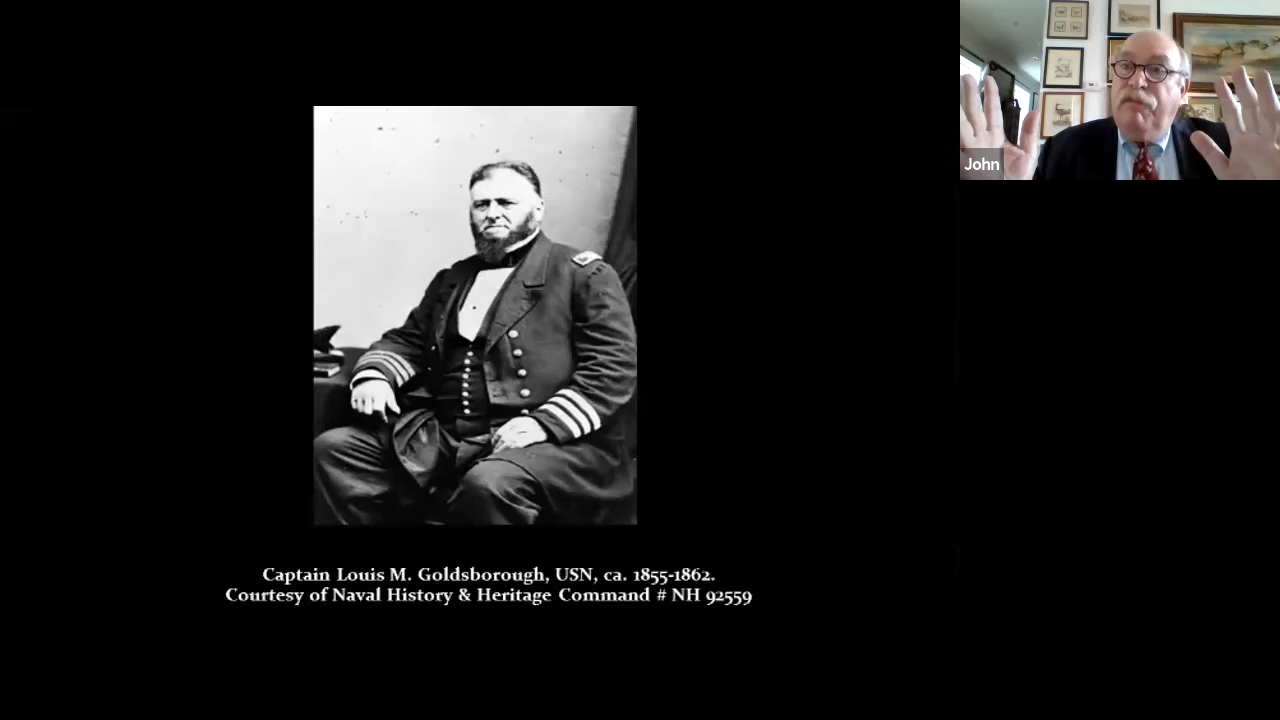 John
Captain Louis M. Goldsborough, USN, ca. 1855-1862.
Courtesy of Naval History & Heritage Command # NH 92559